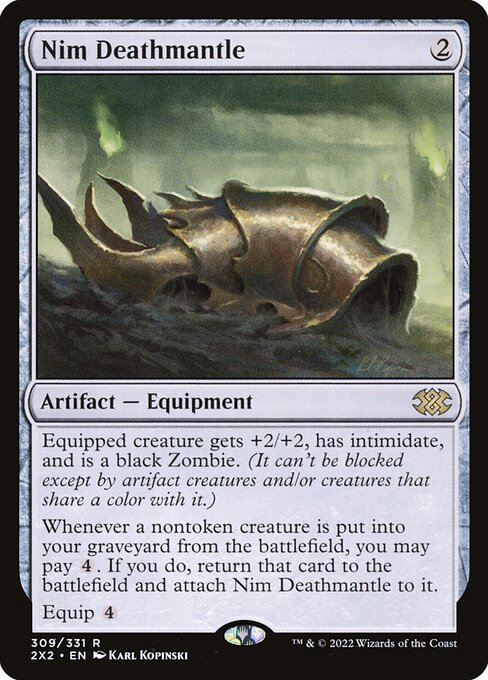 Nim Deathmantle 2
Artifact — Equipment
Equipped creature gets +2/+2, has intimidate,
and is a black Zombie. (It can't be blocked
except by artifact creatures and/or creatures that
share a color with it.)
Whenever a nontoken creature is put into
your graveyard from the battlefield, you may
pay 4. If you do, return that card to the
battlefield and attach Nim Deathmantle to it.
Equip 4
309/331 R
2X2 • EN Karl Kopinski
™ & © 2022 Wizards of the Coast